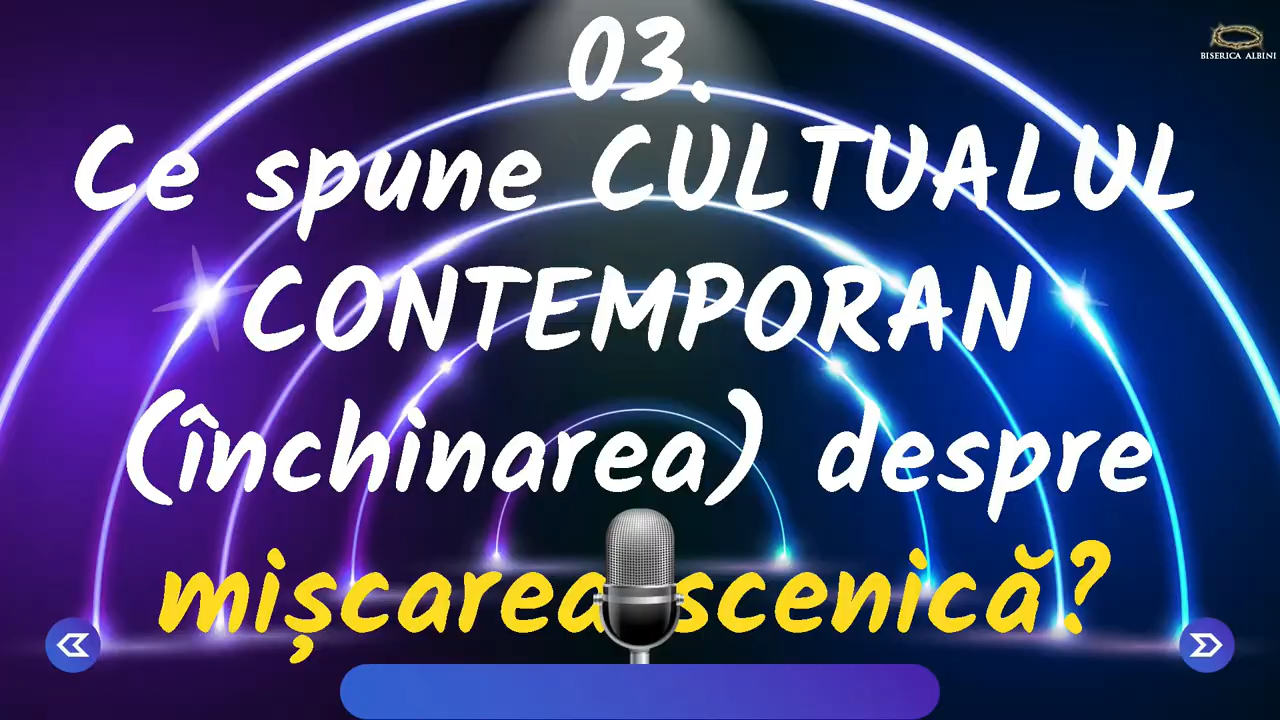 03.
Ce spune CULTUALUL
CONTEMPORAN
(închinarea) despre
mișcarea scenică?
BISERICA ALBINI